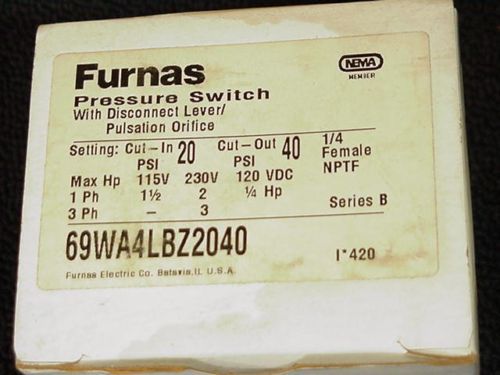 Furnas
NEMA
MEMBER
Pressure Switch
With Disconnect Lever/
Pulsation Orifice
Setting: Cut-In 20 Cut-Out 40 1/4
PSI PSI Female
Max Hp 115V 230V 120 VDC NPTF
1 Ph 1½ 2 ¼ Hp
3 Ph – 3 Series B
69WA4LBZ2040
I*420
Furnas Electric Co. Batavia, IL U.S.A.